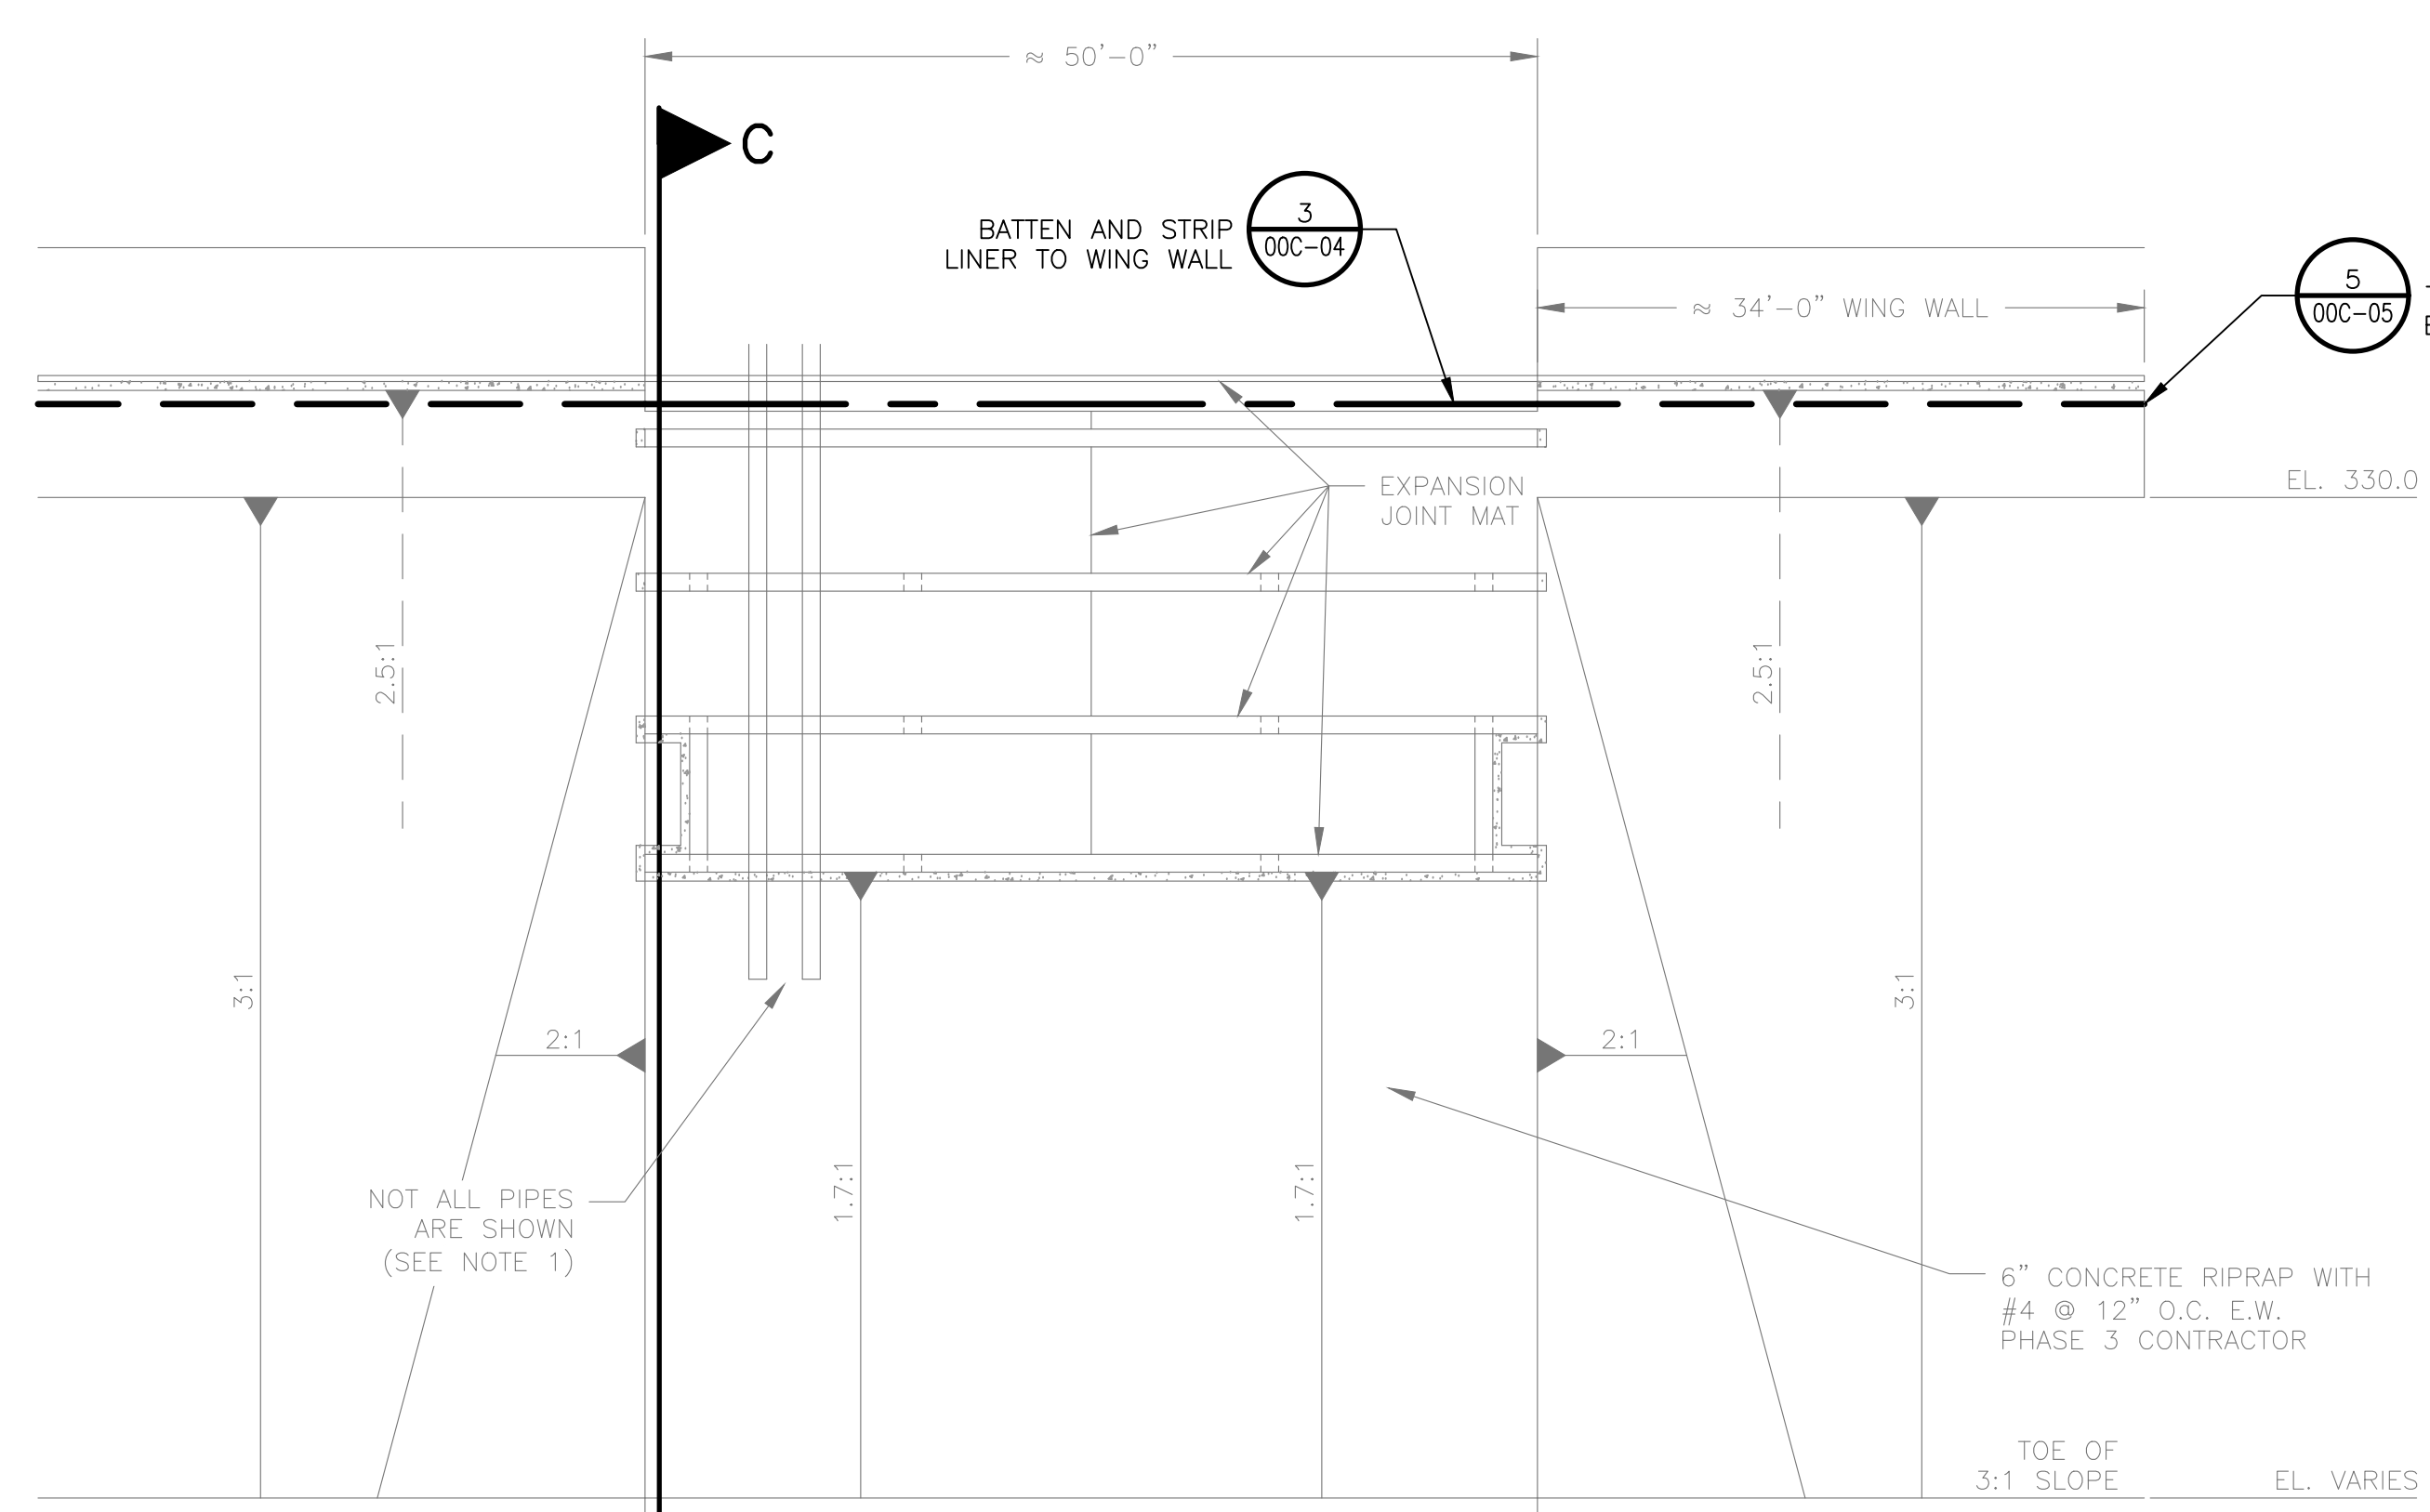 ≈ 50'-0"
C
BATTEN AND STRIP
LINER TO WING WALL
3
00C-04
≈ 34'-0" WING WALL
5
00C-05
EXPANSION
JOINT MAT
EL. 330.0
2.5:1
2.5:1
3:1
3:1
2:1
2:1
1.7:1
1.7:1
NOT ALL PIPES
ARE SHOWN
(SEE NOTE 1)
6" CONCRETE RIPRAP WITH
#4 @ 12" O.C. E.W.
PHASE 3 CONTRACTOR
TOE OF
3:1 SLOPE
EL. VARIES